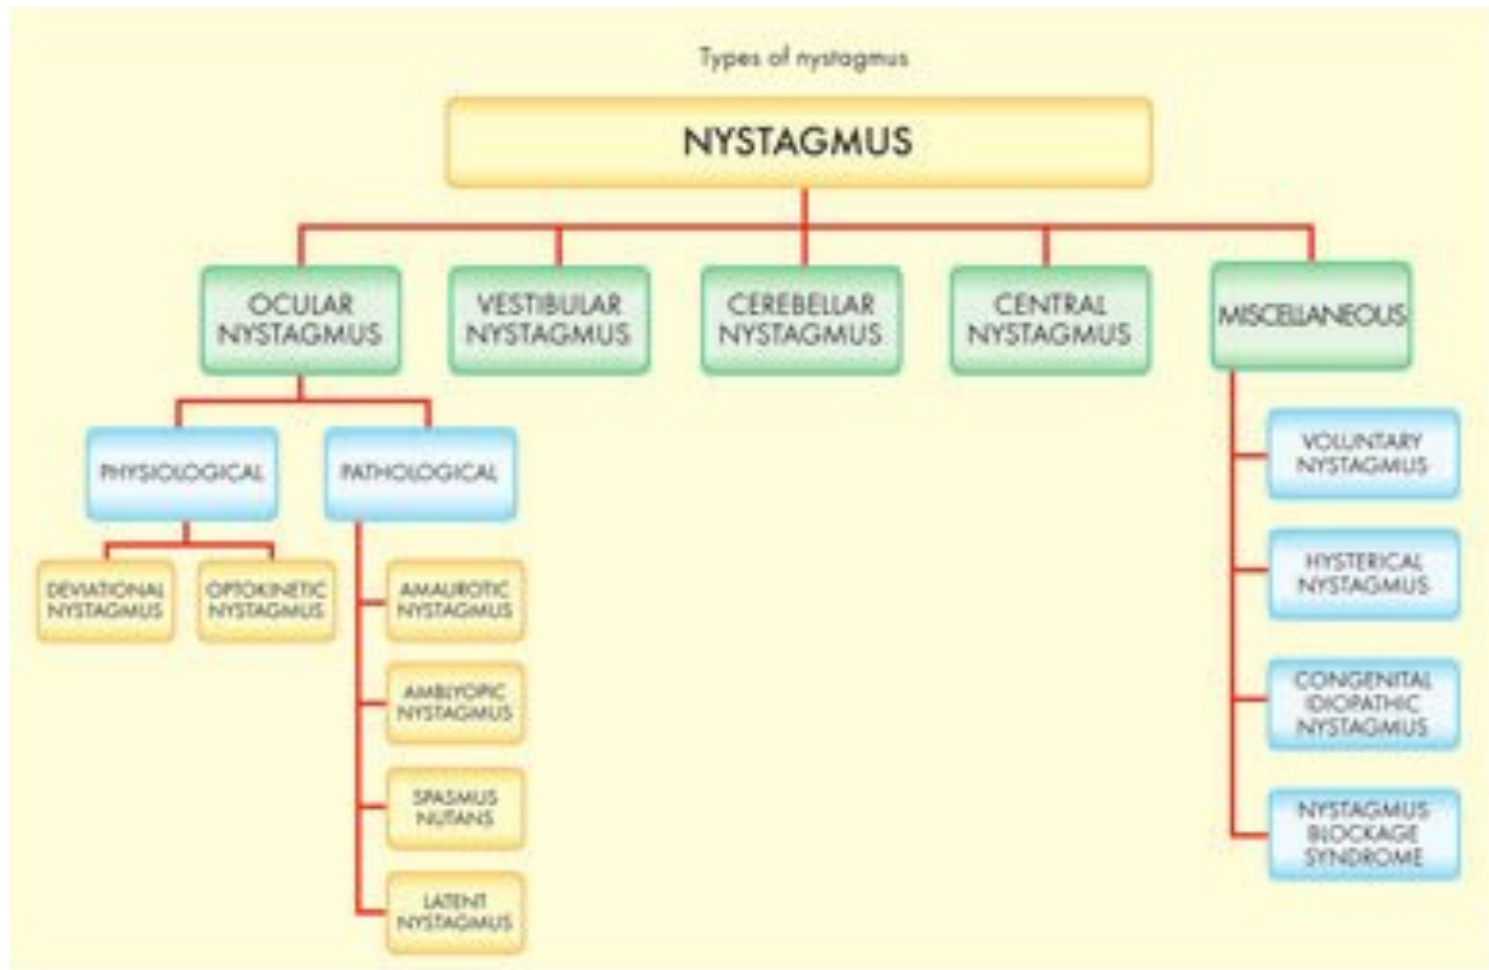 Types of nystagmus
NYSTAGMUS
OCULAR
NYSTAGMUS
VESTIBULAR
NYSTAGMUS
CEREBELLAR
NYSTAGMUS
CENTRAL
NYSTAGMUS
MISCELLANEOUS
PHYSIOLOGICAL
PATHOLOGICAL
DEVIATIONAL
NYSTAGMUS
OPTOKINETIC
NYSTAGMUS
AMAUROTIC
NYSTAGMUS
AMBLYOPIC
NYSTAGMUS
SPASMUS
NUTANS
LATENT
NYSTAGMUS
VOLUNTARY
NYSTAGMUS
HYSTERICAL
NYSTAGMUS
CONGENITAL
IDIOPATHIC
NYSTAGMUS
NYSTAGMUS
BLOCKAGE
SYNDROME